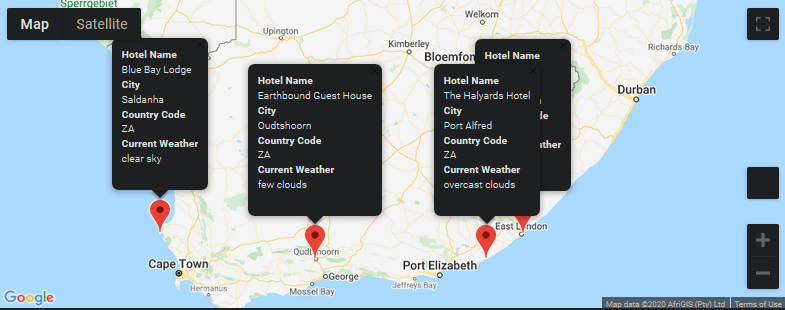 Sperrgebiet
Map
Satellite
Upington
Welkom
Kimberley
Bloemfon
Richards Bay
Durban
Hotel Name
Blue Bay Lodge
City
Saldanha
Country Code
ZA
Current Weather
clear sky
Hotel Name
Earthbound Guest House
City
Oudtshoorn
Country Code
ZA
Current Weather
few clouds
Hotel Name
The Halyards Hotel
City
Port Alfred
Country Code
ZA
Current Weather
overcast clouds
Hotel Name
East London
Oudtshoorn
Cape Town
Hermanus
George
Mossel Bay
Port Elizabeth
Jeffreys Bay
Google
Map data ©2020 AfriGIS (Pty) Ltd
Terms of Use